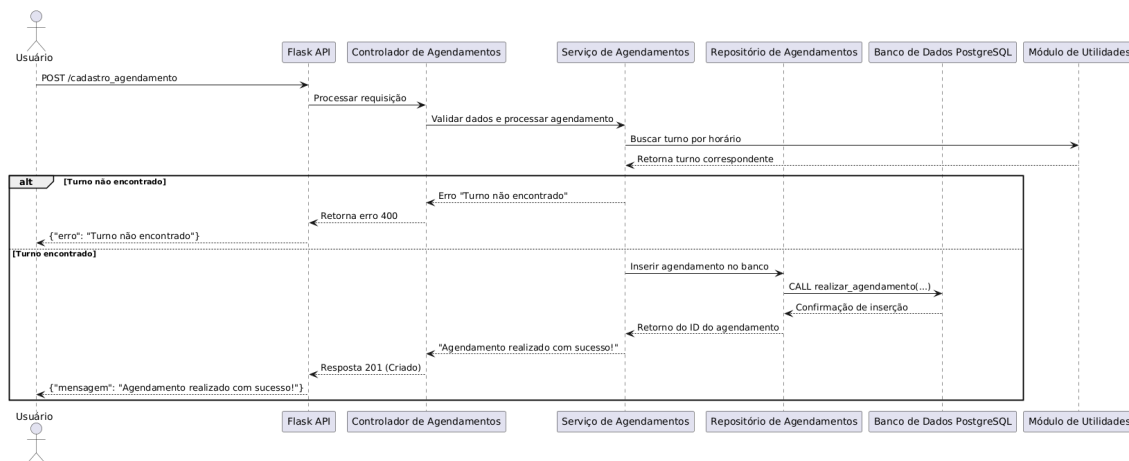 Usuário
Flask API
Controlador de Agendamentos
Serviço de Agendamentos
Repositório de Agendamentos
Banco de Dados PostgreSQL
Módulo de Utilidades
POST /cadastro_agendamento
Processar requisição
Validar dados e processar agendamento
Buscar turno por horário
Retorna turno correspondente
alt
[Turno não encontrado]
Erro "Turno não encontrado"
Retorna erro 400
{"erro": "Turno não encontrado"}
[Turno encontrado]
Inserir agendamento no banco
CALL realizar_agendamento(...)
Confirmação de inserção
Retorno do ID do agendamento
"Agendamento realizado com sucesso!"
Resposta 201 (Criado)
{"mensagem": "Agendamento realizado com sucesso!"}
Usuário
Flask API
Controlador de Agendamentos
Serviço de Agendamentos
Repositório de Agendamentos
Banco de Dados PostgreSQL
Módulo de Utilidades